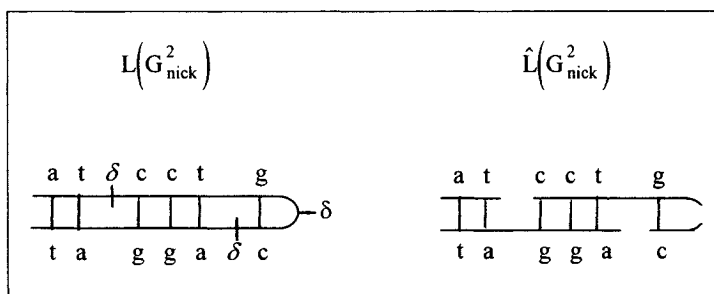 L(G²nick) L̂(G²nick)
a t δ c c t g a t c c t g
δ
t a g g a δ c t a g g a c